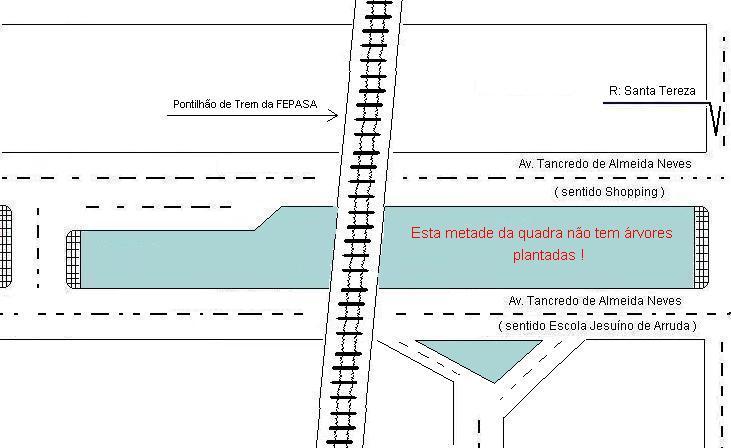 R: Santa Tereza
Pontilhão de Trem da FEPASA
Av. Tancredo de Almeida Neves
( sentido Shopping )
Esta metade da quadra não tem árvores
plantadas !
Av. Tancredo de Almeida Neves
( sentido Escola Jesuíno de Arruda )